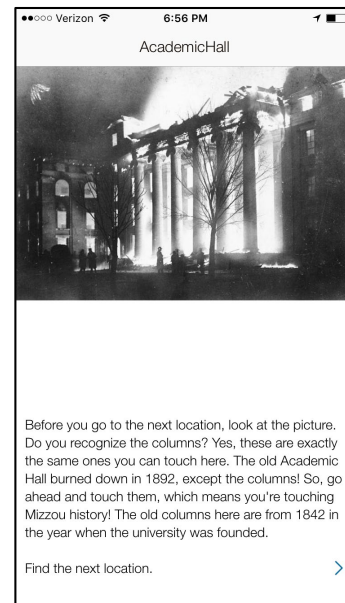 ●●○○○ Verizon 6:56 PM
AcademicHall
Before you go to the next location, look at the picture.
Do you recognize the columns? Yes, these are exactly
the same ones you can touch here. The old Academic
Hall burned down in 1892, except the columns! So, go
ahead and touch them, which means you're touching
Mizzou history! The old columns here are from 1842 in
the year when the university was founded.
Find the next location.